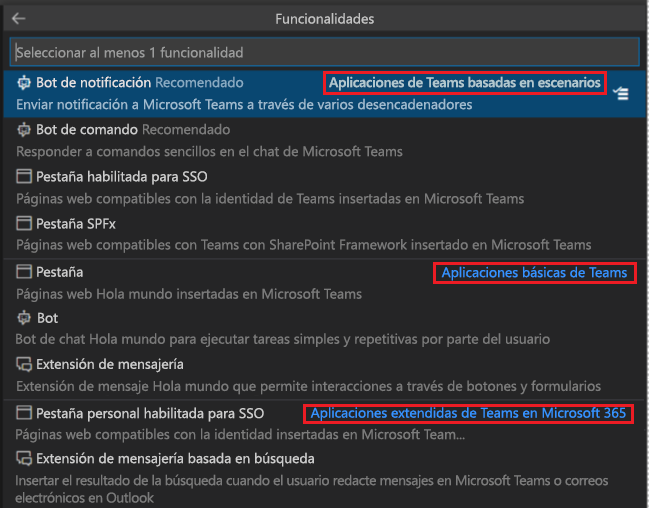 Funcionalidades
Seleccionar al menos 1 funcionalidad
Bot de notificación Recomendado Aplicaciones de Teams basadas en escenarios
Enviar notificación a Microsoft Teams a través de varios desencadenadores
Bot de comando Recomendado
Responder a comandos sencillos en el chat de Microsoft Teams
Pestaña habilitada para SSO
Páginas web compatibles con la identidad de Teams insertadas en Microsoft Teams
Pestaña SPFx
Páginas web compatibles con Teams con SharePoint Framework insertado en Microsoft Teams
Pestaña Aplicaciones básicas de Teams
Páginas web Hola mundo insertadas en Microsoft Teams
Bot
Bot de chat Hola mundo para ejecutar tareas simples y repetitivas por parte del usuario
Extensión de mensajería
Extensión de mensaje Hola mundo que permite interacciones a través de botones y formularios
Pestaña personal habilitada para SSO Aplicaciones extendidas de Teams en Microsoft 365
Páginas web compatibles con la identidad insertadas en Microsoft Team...
Extensión de mensajería basada en búsqueda
Insertar el resultado de la búsqueda cuando el usuario redacte mensajes en Microsoft Teams o correos
electrónicos en Outlook